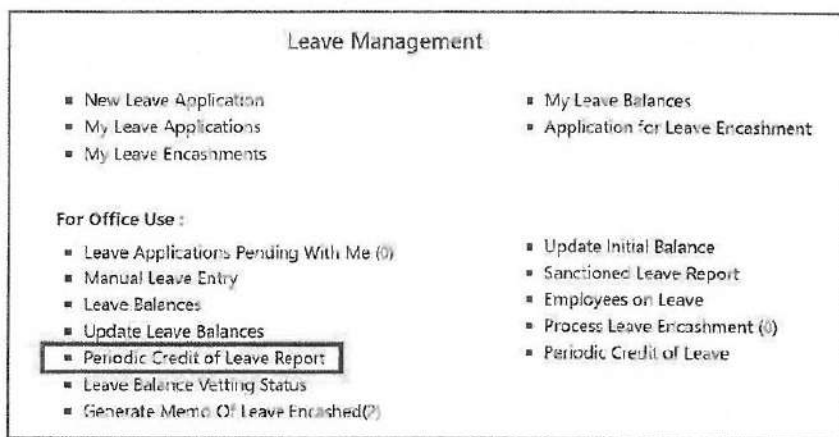 Leave Management
New Leave Application
My Leave Applications
My Leave Encashments
My Leave Balances
Application for Leave Encashment
For Office Use :
Leave Applications Pending With Me (0)
Manual Leave Entry
Leave Balances
Update Leave Balances
Periodic Credit of Leave Report
Leave Balance Vetting Status
Generate Memo Of Leave Encashed(?)
Update Initial Balance
Sanctioned Leave Report
Employees on Leave
Process Leave Encashment (0)
Periodic Credit of Leave